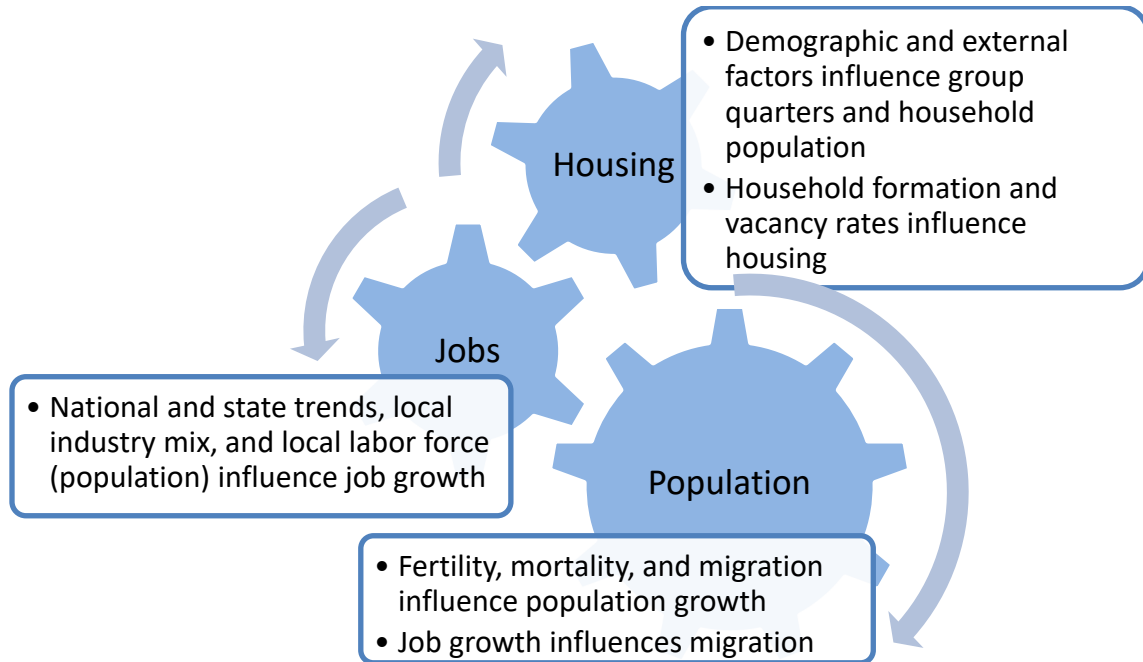 • Demographic and external
factors influence group
quarters and household
population
• Household formation and
vacancy rates influence
housing
Housing
Jobs
• National and state trends, local
industry mix, and local labor force
(population) influence job growth
Population
• Fertility, mortality, and migration
influence population growth
• Job growth influences migration